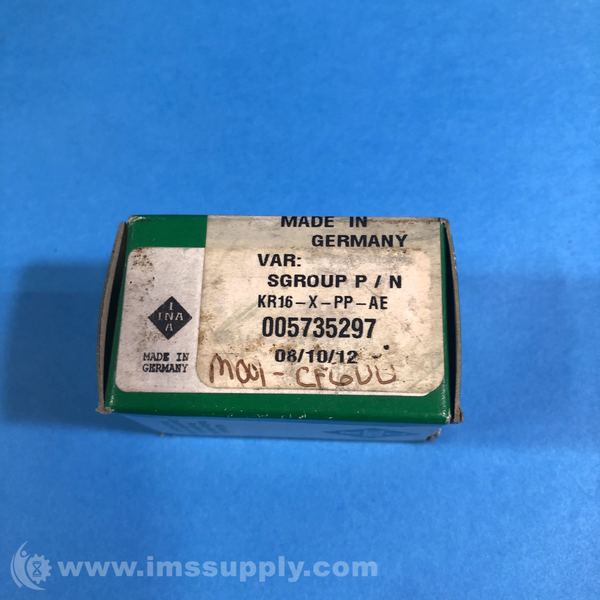 MADE IN
GERMANY
VAR:
SGROUP P / N
KR16-X-PP-AE
005735297
08/10/12
I
INA
A
MADE IN
GERMANY
www.imssupply.com